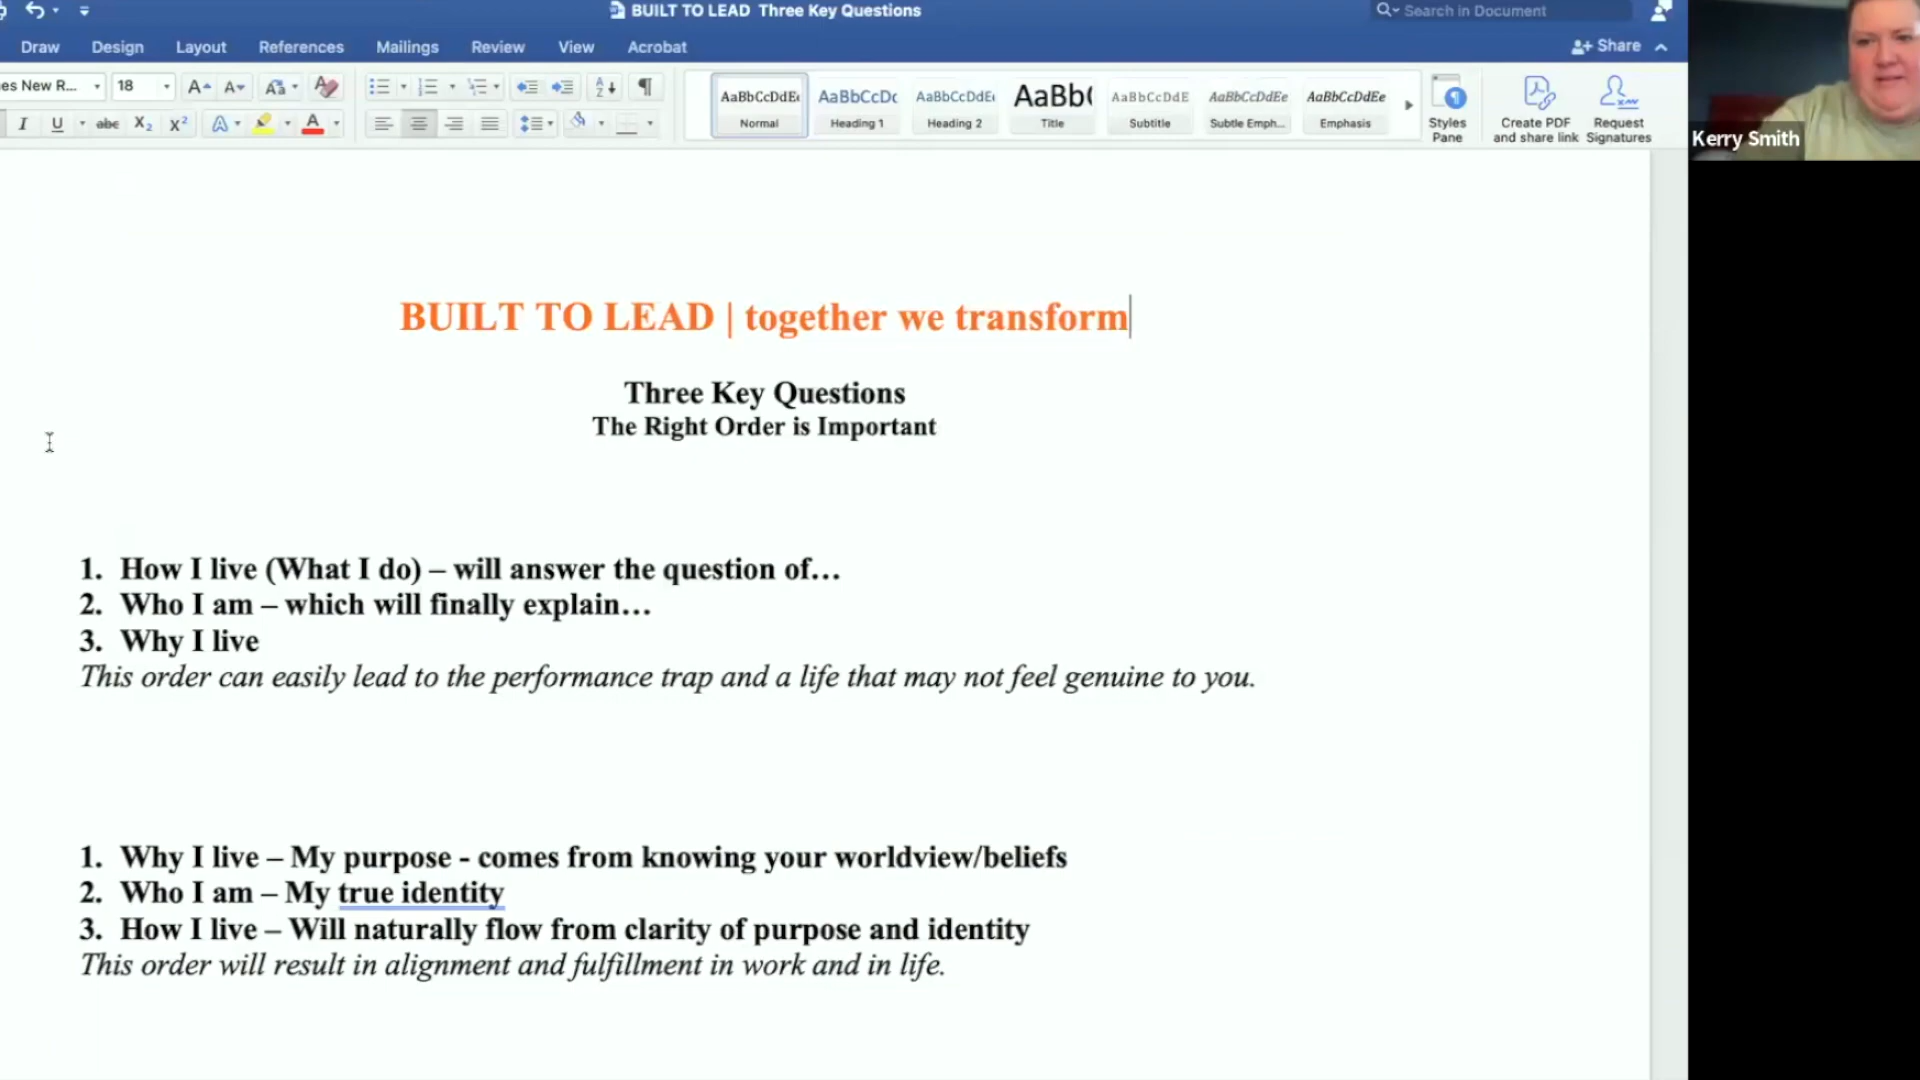 BUILT TO LEAD Three Key Questions
Search in Document
Draw Design Layout References Mailings Review View Acrobat
Share
es New R... 18
AaBbCcDdEe AaBbCcDc AaBbCcDdEe AaBb( AaBbCcDdE AaBbCcDdEe AaBbCcDdEe
Normal Heading 1 Heading 2 Title Subtitle Subtle Emph... Emphasis
Styles Pane
Create PDF and share link
Request Signatures
I U abc X₂ X² A A
Kerry Smith
BUILT TO LEAD | together we transform
Three Key Questions
The Right Order is Important
1. How I live (What I do) – will answer the question of…
2. Who I am – which will finally explain…
3. Why I live
This order can easily lead to the performance trap and a life that may not feel genuine to you.
1. Why I live – My purpose - comes from knowing your worldview/beliefs
2. Who I am – My true identity
3. How I live – Will naturally flow from clarity of purpose and identity
This order will result in alignment and fulfillment in work and in life.